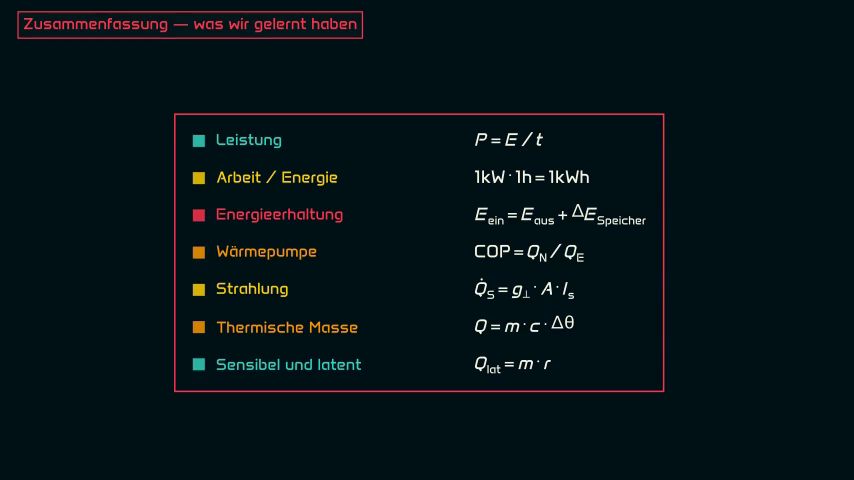 Zusammenfassung — was wir gelernt haben
Leistung P = E / t
Arbeit / Energie 1kW · 1h = 1kWh
Energieerhaltung E_ein = E_aus + ΔE_Speicher
Wärmepumpe COP = Q_N / Q_E
Strahlung Q̇_S = g_⊥ · A · I_s
Thermische Masse Q = m · c · Δθ
Sensibel und latent Q_lat = m · r